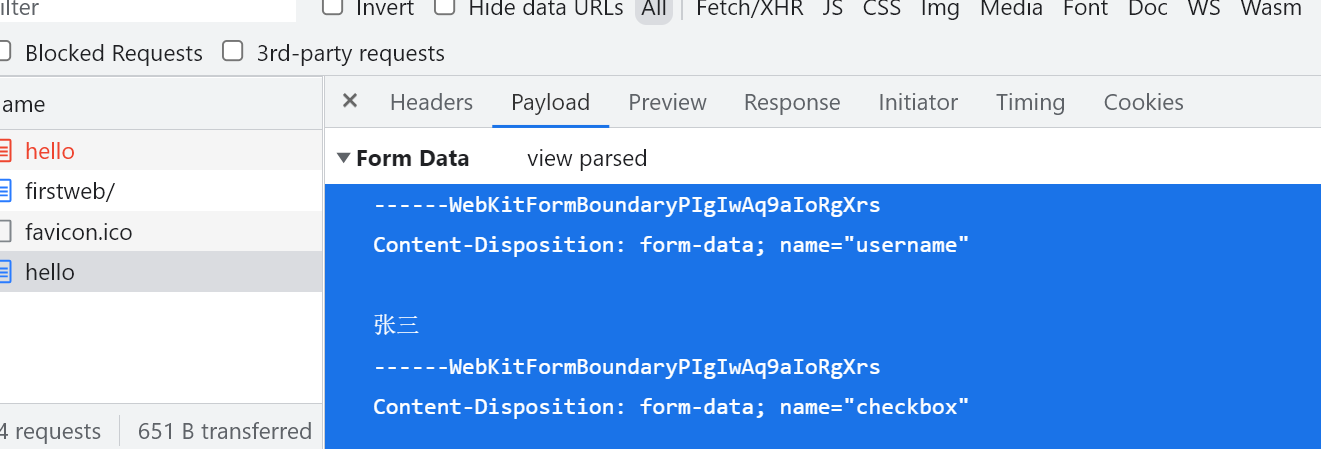 Invert Hide data URLs All Fetch/XHR JS CSS Img Media Font Doc WS Wasm
Blocked Requests 3rd-party requests
Headers Payload Preview Response Initiator Timing Cookies
Form Data view parsed
hello
firstweb/
favicon.ico
hello
------WebKitFormBoundaryPIgIwAq9aIoRgXrs
Content-Disposition: form-data; name="username"
张三
------WebKitFormBoundaryPIgIwAq9aIoRgXrs
Content-Disposition: form-data; name="checkbox"
4 requests 651 B transferred